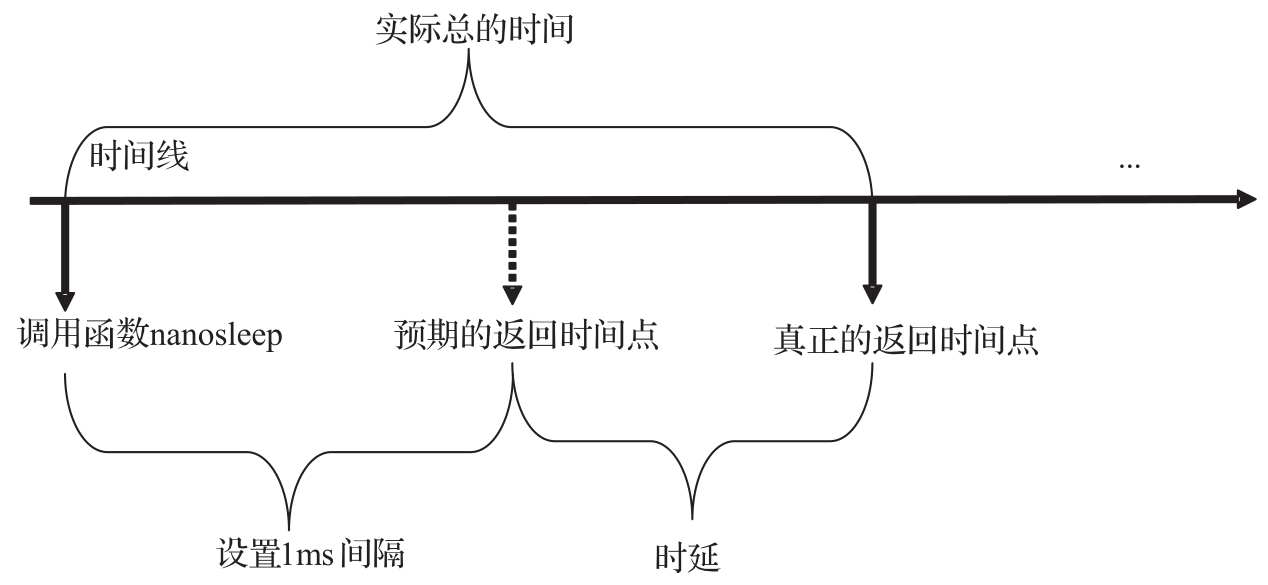 实际总的时间
时间线
...
调用函数nanosleep
预期的返回时间点
真正的返回时间点
设置1ms间隔
时延